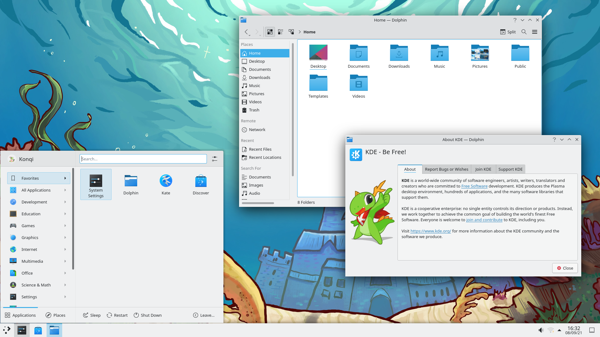 Home — Dolphin
Home
Split
Places
Home
Desktop
Documents
Downloads
Music
Pictures
Videos
Trash
Remote
Network
Recent
Recent Files
Recent Locations
Search For
Documents
Images
Audio
Desktop
Documents
Downloads
Music
Pictures
Public
Templates
Videos
8 Folders
About KDE — Dolphin
KDE - Be Free!
About
Report Bugs or Wishes
Join KDE
Support KDE
KDE is a world-wide community of software engineers, artists, writers, translators and
creators who are committed to Free Software development. KDE produces the Plasma
desktop environment, hundreds of applications, and the many software libraries that
support them.
KDE is a cooperative enterprise: no single entity controls its direction or products. Instead,
we work together to achieve the common goal of building the world's finest Free
Software. Everyone is welcome to join and contribute to KDE, including you.
Visit https://www.kde.org/ for more information about the KDE community and the
software we produce.
Close
Konqi
Search...
Favorites
All Applications
Development
Education
Games
Graphics
Internet
Multimedia
Office
Science & Math
Settings
System
Settings
Dolphin
Kate
Discover
Applications
Places
Sleep
Restart
Shut Down
Leave...
16:32